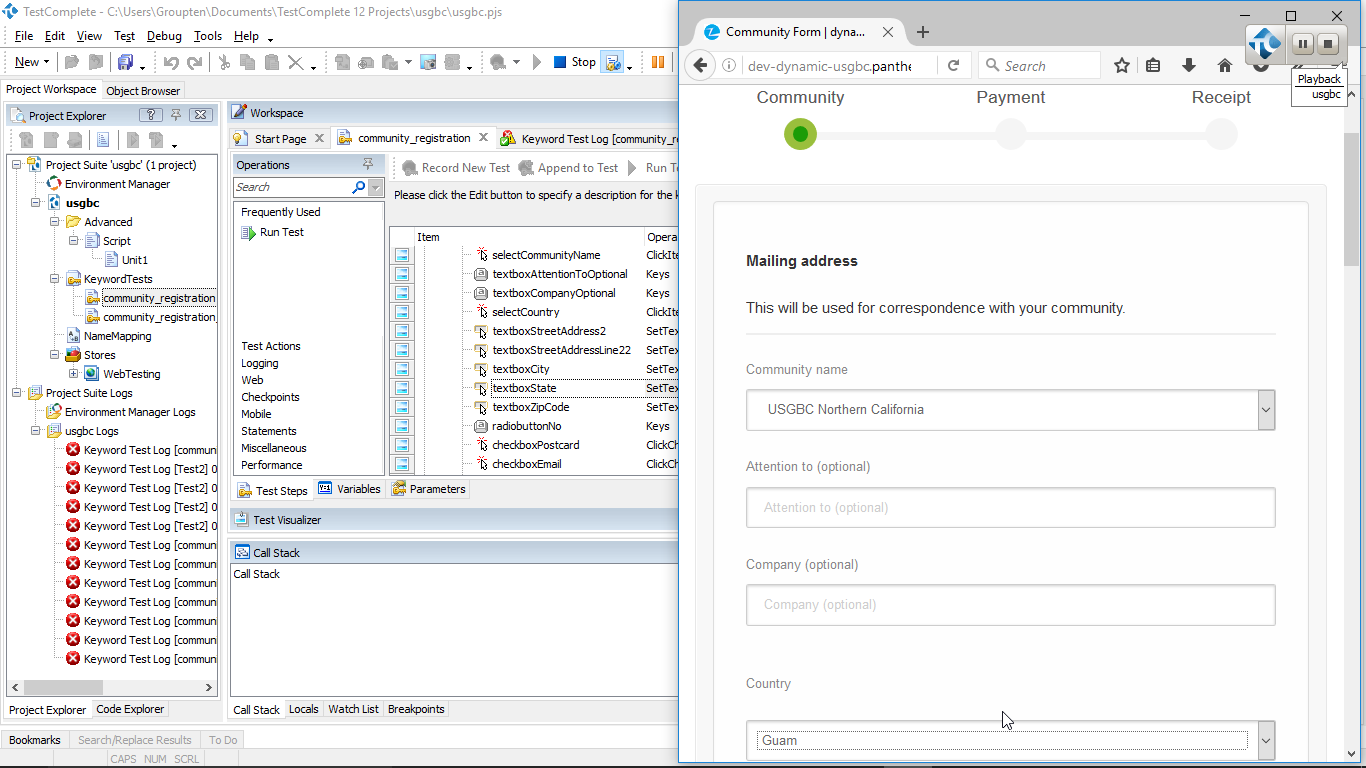 TestComplete - C:\Users\Groupten\Documents\TestComplete 12 Projects\usgbc\usgbc.pjs
File Edit View Test Debug Tools Help
New Stop
Project Workspace Object Browser
Project Explorer
Project Suite 'usgbc' (1 project)
Environment Manager
usgbc
Advanced
Script
Unit1
KeywordTests
community_registration
community_registration_
NameMapping
Stores
WebTesting
Project Suite Logs
Environment Manager Logs
usgbc Logs
Keyword Test Log [commun
Keyword Test Log [Test2] 0
Keyword Test Log [Test2] 0
Keyword Test Log [Test2] 0
Keyword Test Log [Test2] 0
Keyword Test Log [commun
Keyword Test Log [commun
Keyword Test Log [commun
Keyword Test Log [commun
Keyword Test Log [commun
Keyword Test Log [commun
Keyword Test Log [commun
Project Explorer Code Explorer
Workspace
Start Page community_registration Keyword Test Log [community_r
Operations
Search
Frequently Used
Run Test
Test Actions
Logging
Web
Checkpoints
Mobile
Statements
Miscellaneous
Performance
Record New Test Append to Test Run T
Please click the Edit button to specify a description for the k
Item Opera
selectCommunityName ClickIte
textboxAttentionToOptional Keys
textboxCompanyOptional Keys
selectCountry ClickIte
textboxStreetAddress2 SetTex
textboxStreetAddressLine22 SetTex
textboxCity SetTex
textboxState SetTex
textboxZipCode SetTex
radiobuttonNo Keys
checkboxPostcard ClickCh
checkboxEmail ClickCh
Test Steps Variables Parameters
Test Visualizer
Call Stack
Call Stack
Call Stack Locals Watch List Breakpoints
Bookmarks Search/Replace Results To Do
CAPS NUM SCRL
Community Form | dyna...
dev-dynamic-usgbc.panthe
Search
Playback
usgbc
Community Payment Receipt
Mailing address
This will be used for correspondence with your community.
Community name
USGBC Northern California
Attention to (optional)
Attention to (optional)
Company (optional)
Company (optional)
Country
Guam